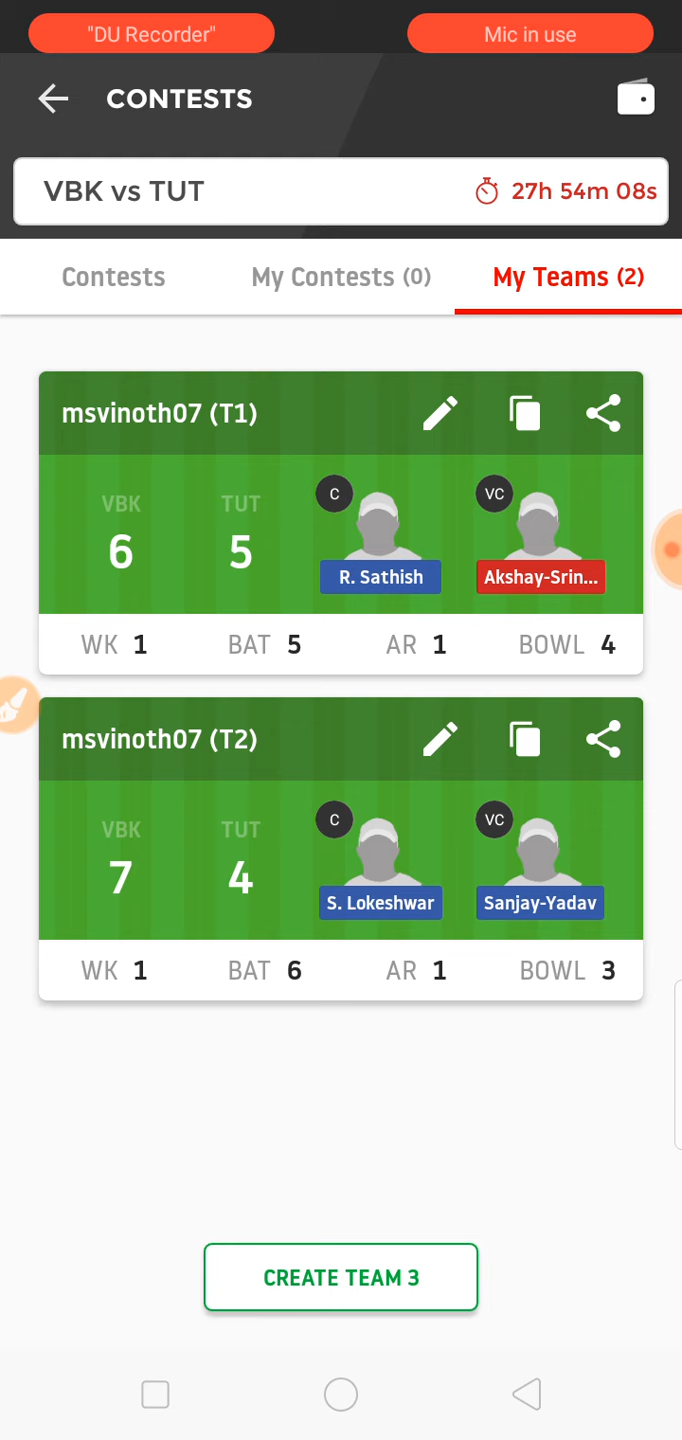 "DU Recorder" Mic in use
CONTESTS
VBK vs TUT 27h 54m 08s
Contests My Contests (0) My Teams (2)
msvinoth07 (T1)
VBK TUT C VC
6 5
R. Sathish Akshay-Srin...
WK 1 BAT 5 AR 1 BOWL 4
msvinoth07 (T2)
VBK TUT C VC
7 4
S. Lokeshwar Sanjay-Yadav
WK 1 BAT 6 AR 1 BOWL 3
CREATE TEAM 3